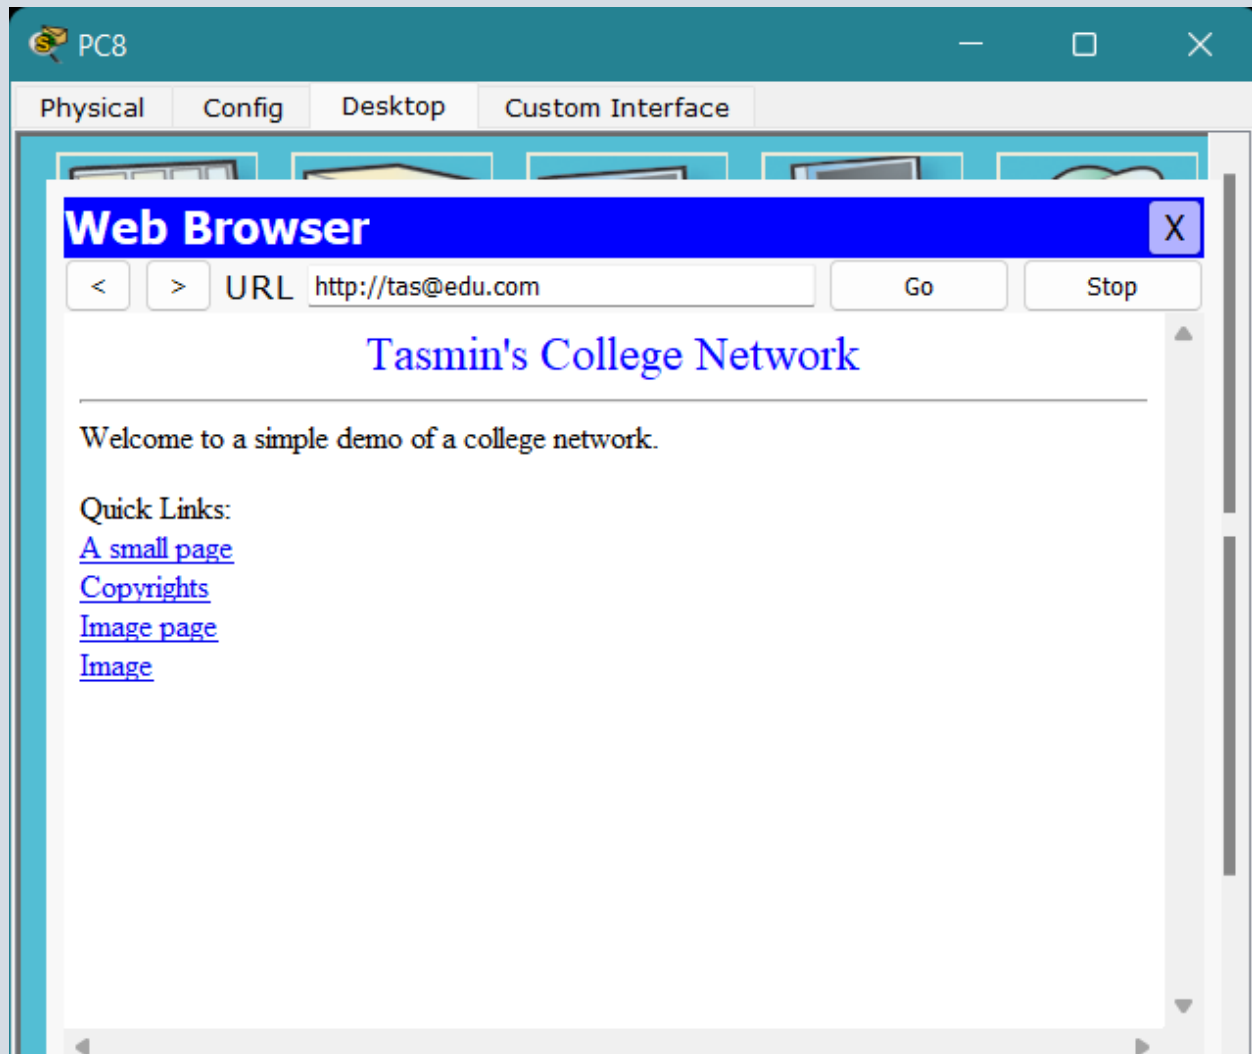 PC8
Physical Config Desktop Custom Interface
Web Browser X
< > URL http://tas@edu.com Go Stop
Tasmin's College Network
Welcome to a simple demo of a college network.
Quick Links:
A small page
Copyrights
Image page
Image